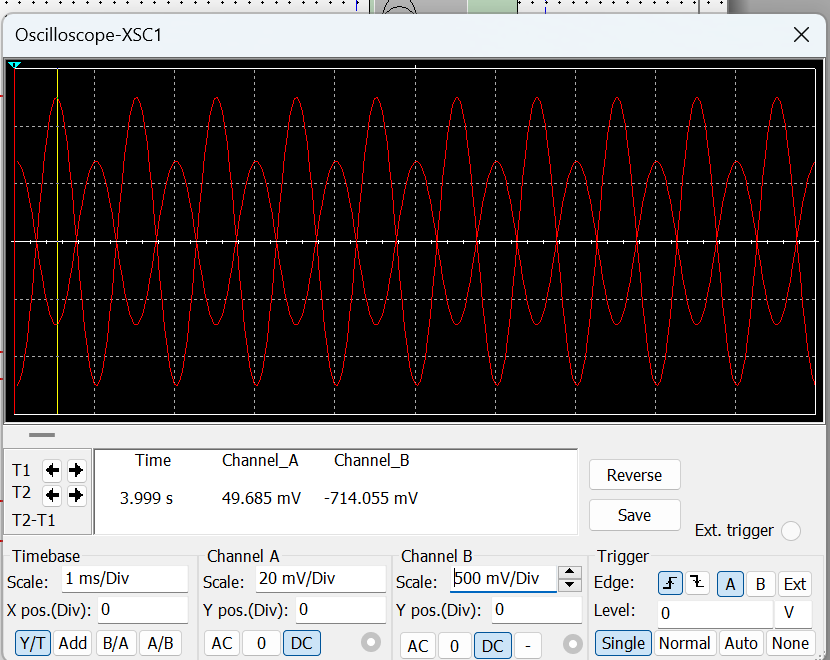 Oscilloscope-XSC1
T1
T2
T2-T1
Time Channel_A Channel_B
3.999 s 49.685 mV -714.055 mV
Reverse
Save
Ext. trigger
Timebase
Scale: 1 ms/Div
X pos.(Div): 0
Y/T Add B/A A/B
Channel A
Scale: 20 mV/Div
Y pos.(Div): 0
AC 0 DC
Channel B
Scale: 500 mV/Div
Y pos.(Div): 0
AC 0 DC -
Trigger
Edge: A B Ext
Level: 0 V
Single Normal Auto None